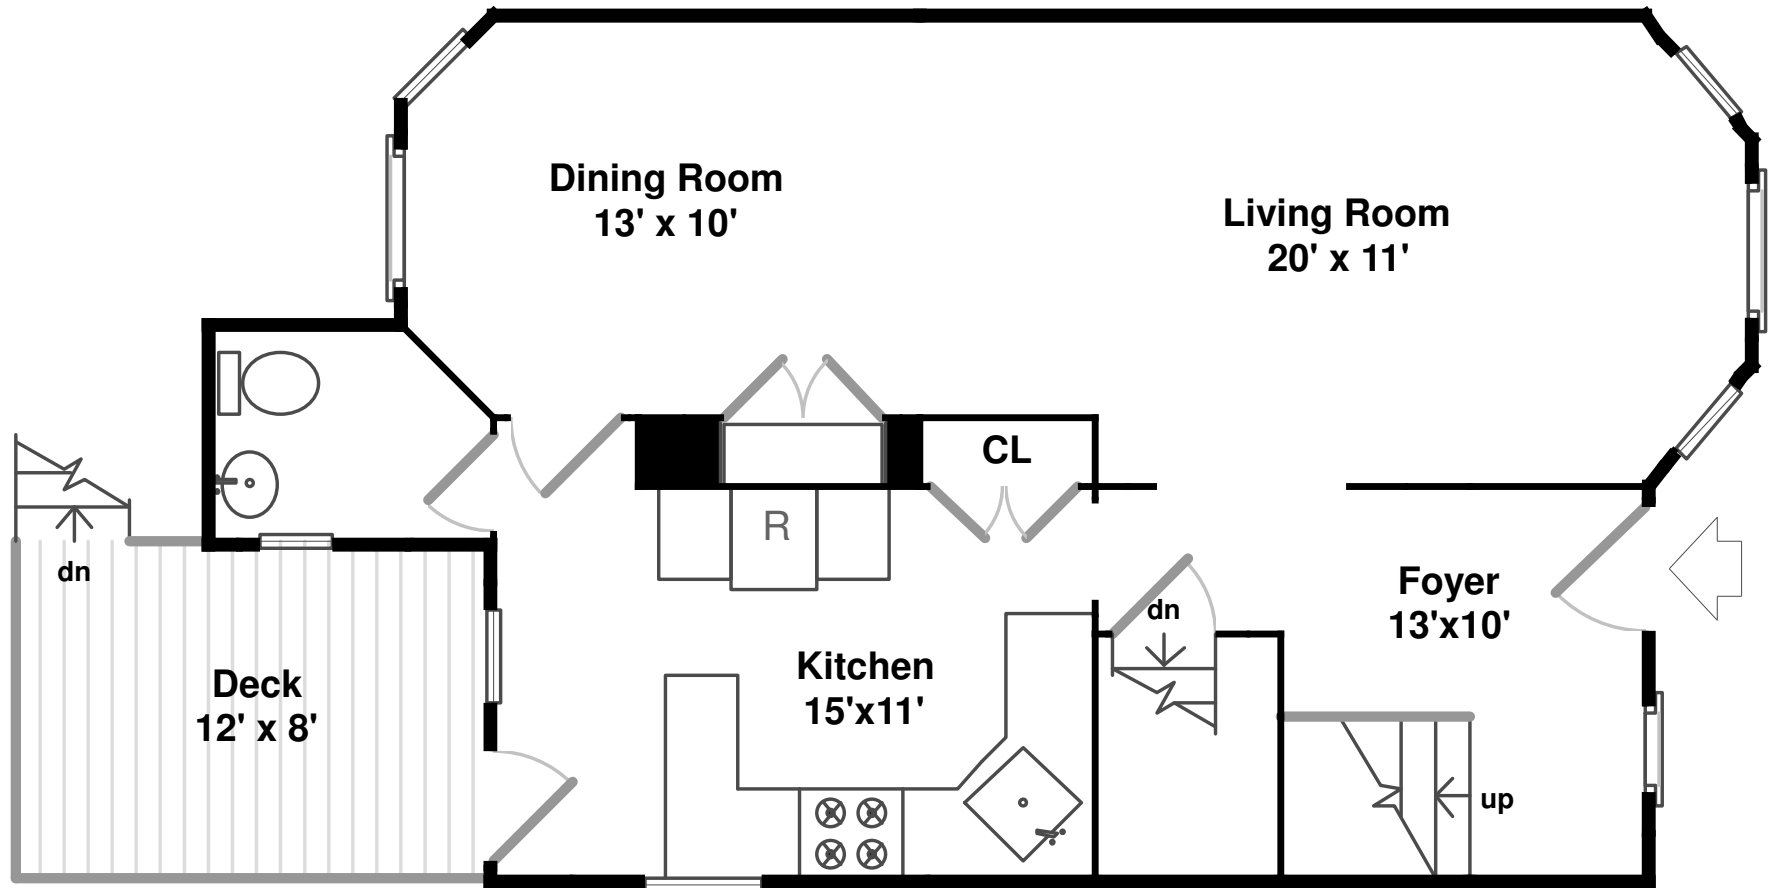 Dining Room
13' x 10'
Living Room
20' x 11'
CL
R
dn
Deck
12' x 8'
Kitchen
15'x11'
dn
Foyer
13'x10'
up